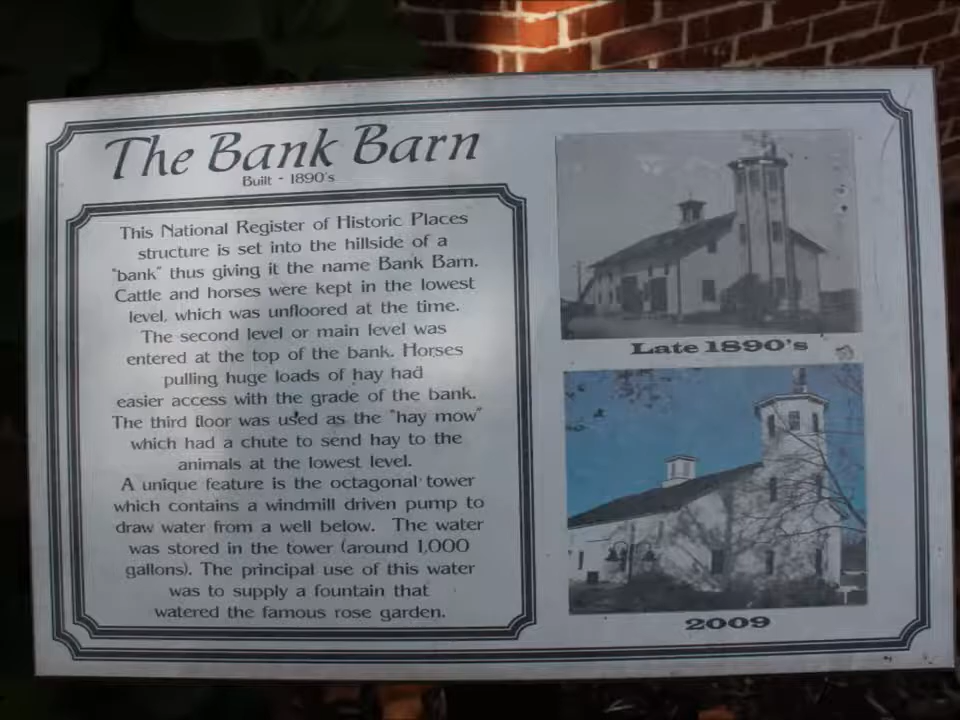 The Bank Barn
Built - 1890's
This National Register of Historic Places
structure is set into the hillside of a
"bank" thus giving it the name Bank Barn.
Cattle and horses were kept in the lowest
level, which was unfloored at the time.
The second level or main level was
entered at the top of the bank. Horses
pulling huge loads of hay had
easier access with the grade of the bank.
The third floor was used as the "hay mow"
which had a chute to send hay to the
animals at the lowest level.
A unique feature is the octagonal tower
which contains a windmill driven pump to
draw water from a well below. The water
was stored in the tower (around 1,000
gallons). The principal use of this water
was to supply a fountain that
watered the famous rose garden.
Late 1890's
2009